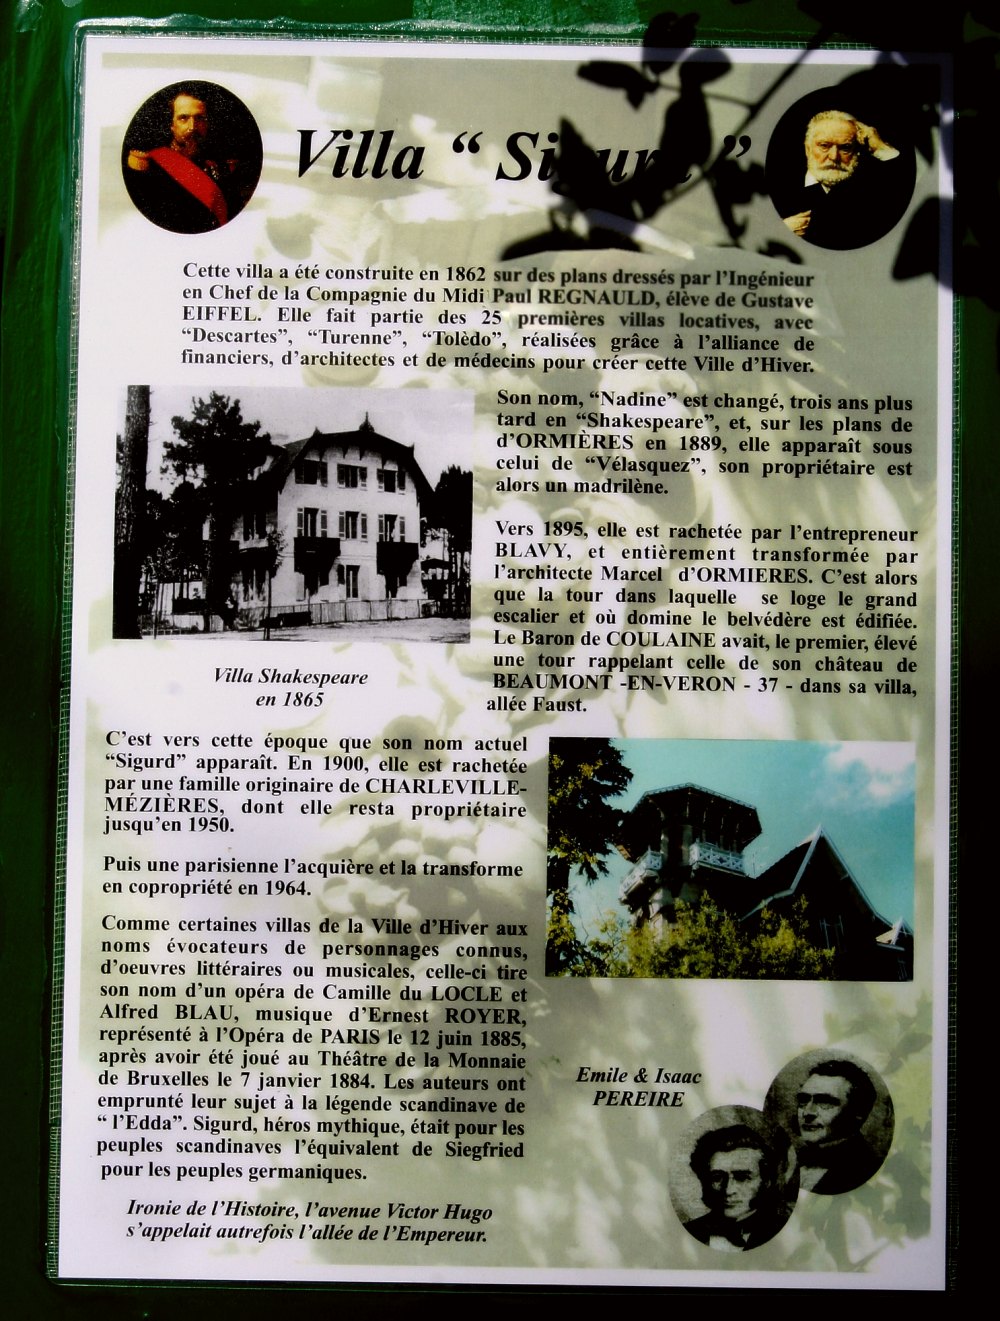 Villa “ Sigurd ”
Cette villa a été construite en 1862 sur des plans dressés par l’Ingénieur
en Chef de la Compagnie du Midi Paul REGNAULD, élève de Gustave
EIFFEL. Elle fait partie des 25 premières villas locatives, avec
“Descartes”, “Turenne”, “Tolèdo”, réalisées grâce à l’alliance de
financiers, d’architectes et de médecins pour créer cette Ville d’Hiver.
Son nom, “Nadine” est changé, trois ans plus
tard en “Shakespeare”, et, sur les plans de
d’ORMIÈRES en 1889, elle apparaît sous
celui de “Vélasquez”, son propriétaire est
alors un madrilène.
Vers 1895, elle est rachetée par l’entrepreneur
BLAVY, et entièrement transformée par
l’architecte Marcel d’ORMIERES. C’est alors
que la tour dans laquelle se loge le grand
escalier et où domine le belvédère est édifiée.
Le Baron de COULAINE avait, le premier, élevé
une tour rappelant celle de son château de
BEAUMONT -EN-VERON - 37 - dans sa villa,
allée Faust.
Villa Shakespeare
en 1865
C’est vers cette époque que son nom actuel
“Sigurd” apparaît. En 1900, elle est rachetée
par une famille originaire de CHARLEVILLE-
MÉZIÈRES, dont elle resta propriétaire
jusqu’en 1950.
Puis une parisienne l’acquière et la transforme
en copropriété en 1964.
Comme certaines villas de la Ville d’Hiver aux
noms évocateurs de personnages connus,
d’oeuvres littéraires ou musicales, celle-ci tire
son nom d’un opéra de Camille du LOCLE et
Alfred BLAU, musique d’Ernest ROYER,
représenté à l’Opéra de PARIS le 12 juin 1885,
après avoir été joué au Théâtre de la Monnaie
de Bruxelles le 7 janvier 1884. Les auteurs ont
emprunté leur sujet à la légende scandinave de
“ l’Edda”. Sigurd, héros mythique, était pour les
peuples scandinaves l’équivalent de Siegfried
pour les peuples germaniques.
Ironie de l’Histoire, l’avenue Victor Hugo
s’appelait autrefois l’allée de l’Empereur.
Emile & Isaac
PEREIRE